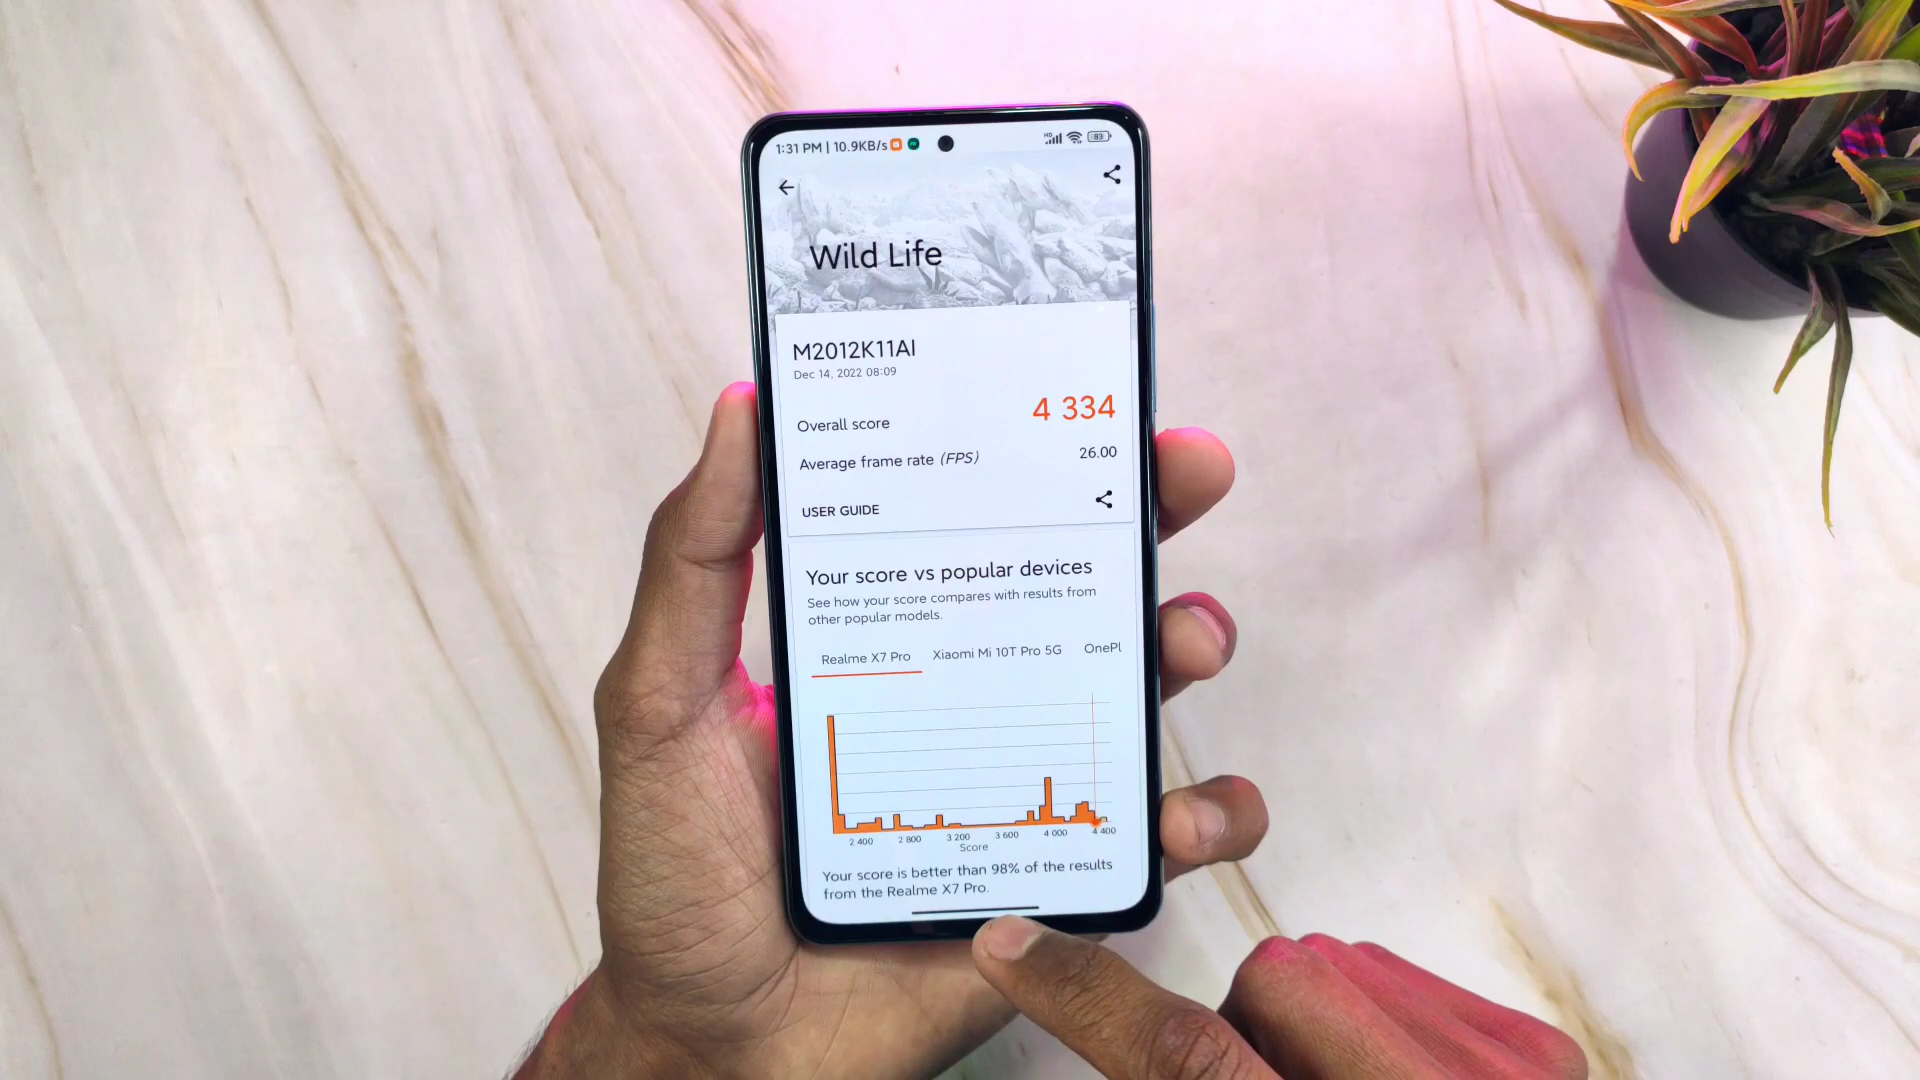 1:31 PM | 10.9KB/s
HD
83
Wild Life
M2012K11AI
Dec 14, 2022 08:09
Overall score
4 334
Average frame rate (FPS)
26.00
USER GUIDE
Your score vs popular devices
See how your score compares with results from
other popular models.
Realme X7 Pro Xiaomi Mi 10T Pro 5G OnePl
2 400 2 800 3 200 3 600 4 000 4 400
Score
Your score is better than 98% of the results
from the Realme X7 Pro.